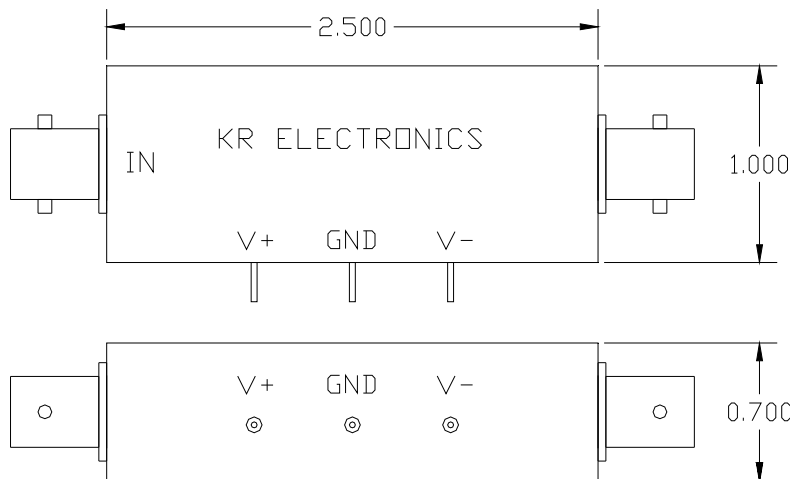 2.500
KR ELECTRONICS
IN
1.000
V+ GND V-
V+ GND V-
0.700